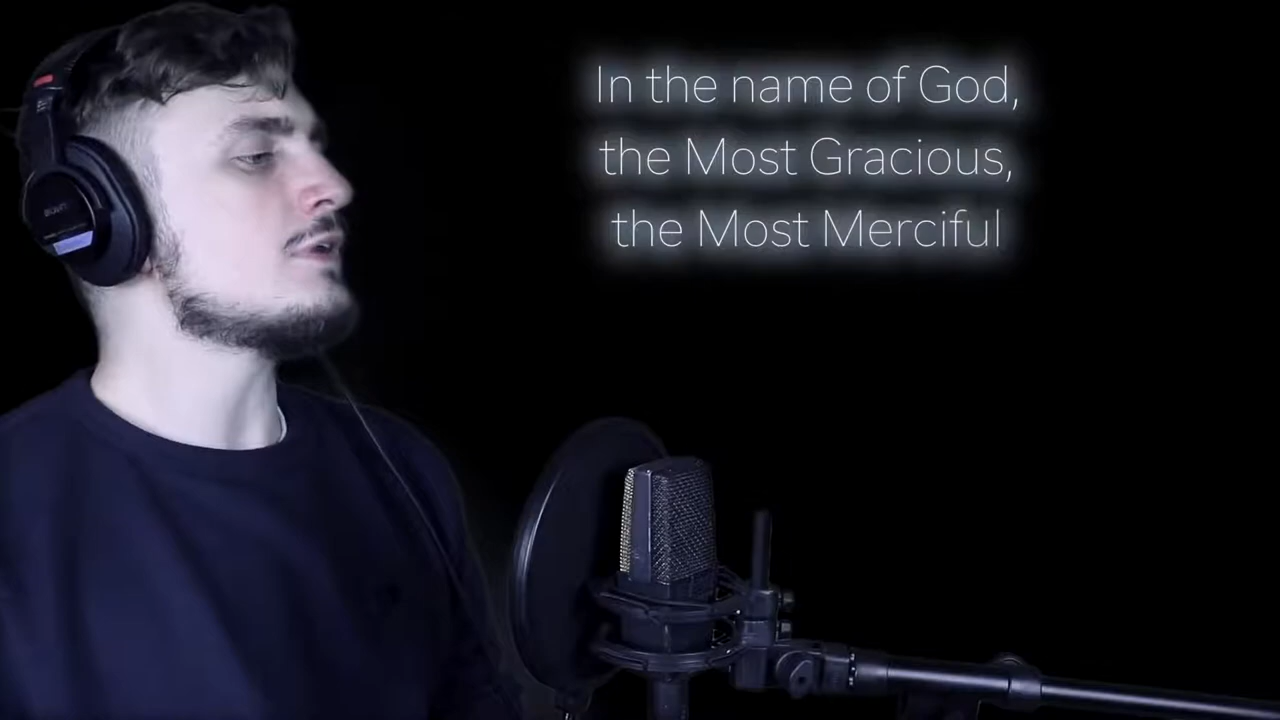 In the name of God,
the Most Gracious,
the Most Merciful